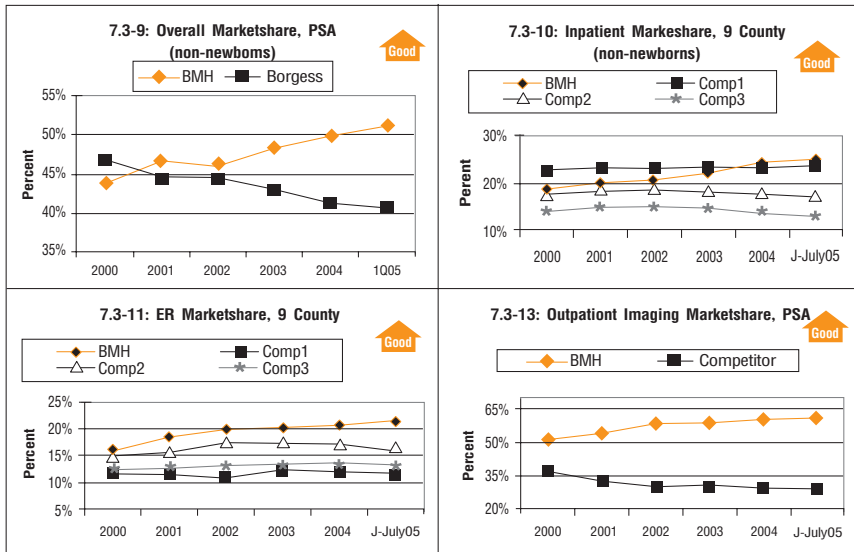 7.3-9: Overall Marketshare, PSA
(non-newboms)
Good
BMH Borgess
55%
50%
45%
40%
35%
Percent
2000 2001 2002 2003 2004 1Q05
7.3-10: Inpatient Markeshare, 9 County
(non-newborns)
Good
BMH Comp1
Comp2 Comp3
30%
20%
10%
Perent
2000 2001 2002 2003 2004 J-July05
7.3-11: ER Marketshare, 9 County
Good
BMH Comp1
Comp2 Comp3
25%
20%
15%
10%
5%
Percent
2000 2001 2002 2003 2004 J-July05
7.3-13: Outpationt Imaging Marketshare, PSA
Good
BMH Competitor
65%
50%
35%
20%
Percent
2000 2001 2002 2003 2004 J-July05